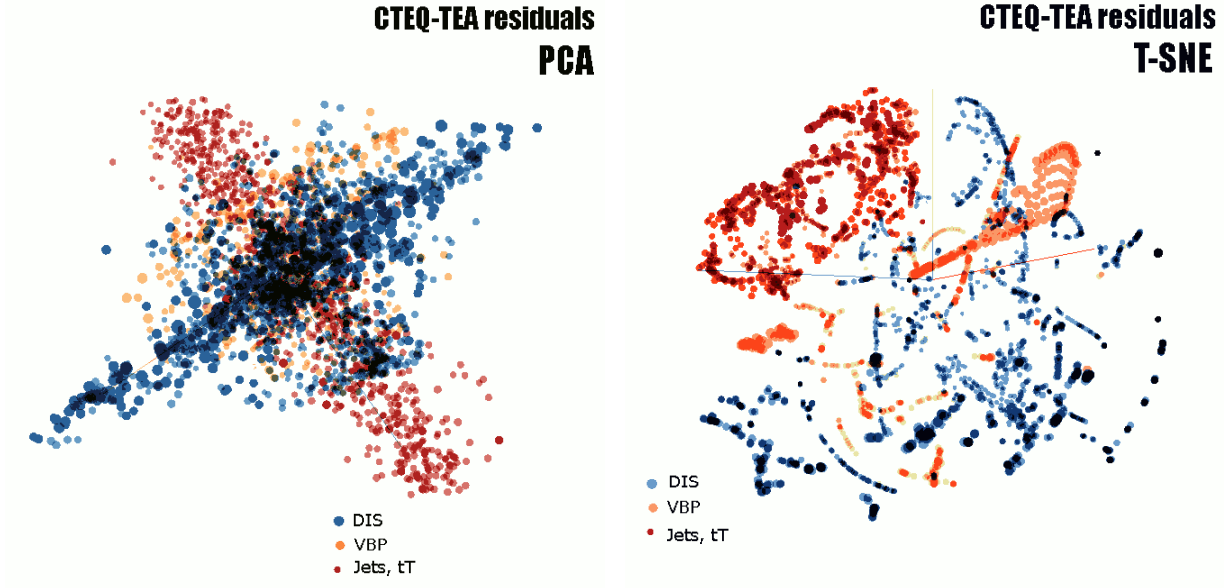 CTEQ-TEA residuals
PCA
DIS
VBP
Jets, tT
CTEQ-TEA residuals
T-SNE
DIS
VBP
Jets, tT